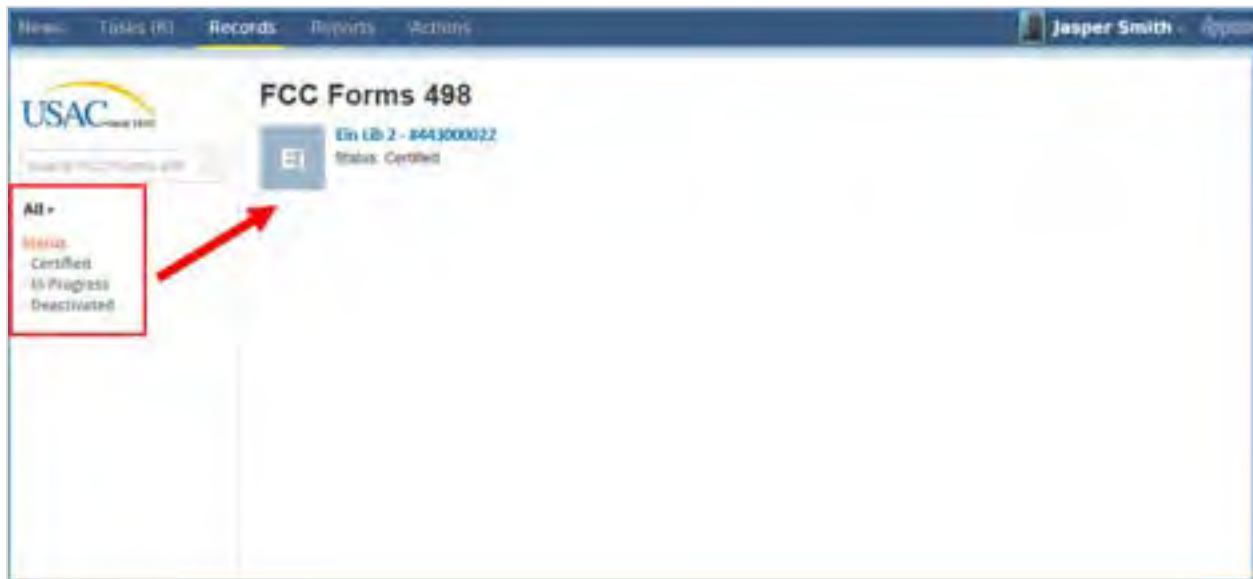 News Tasks (6) Records Reports Actions Jasper Smith
USAC
FCC Forms 498
Ein Lib 2 - #443000022
Status: Certified
All
Status
Certified
In Progress
Deactivated